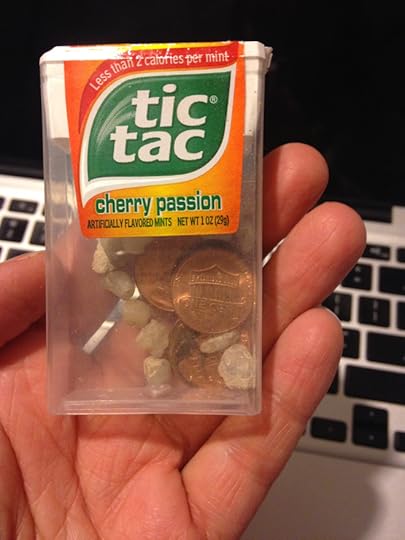 Less than 2 calories per mint
tic®
tac
cherry passion
ARTIFICIALLY FLAVORED MINTS NET WT 1 OZ (29g)